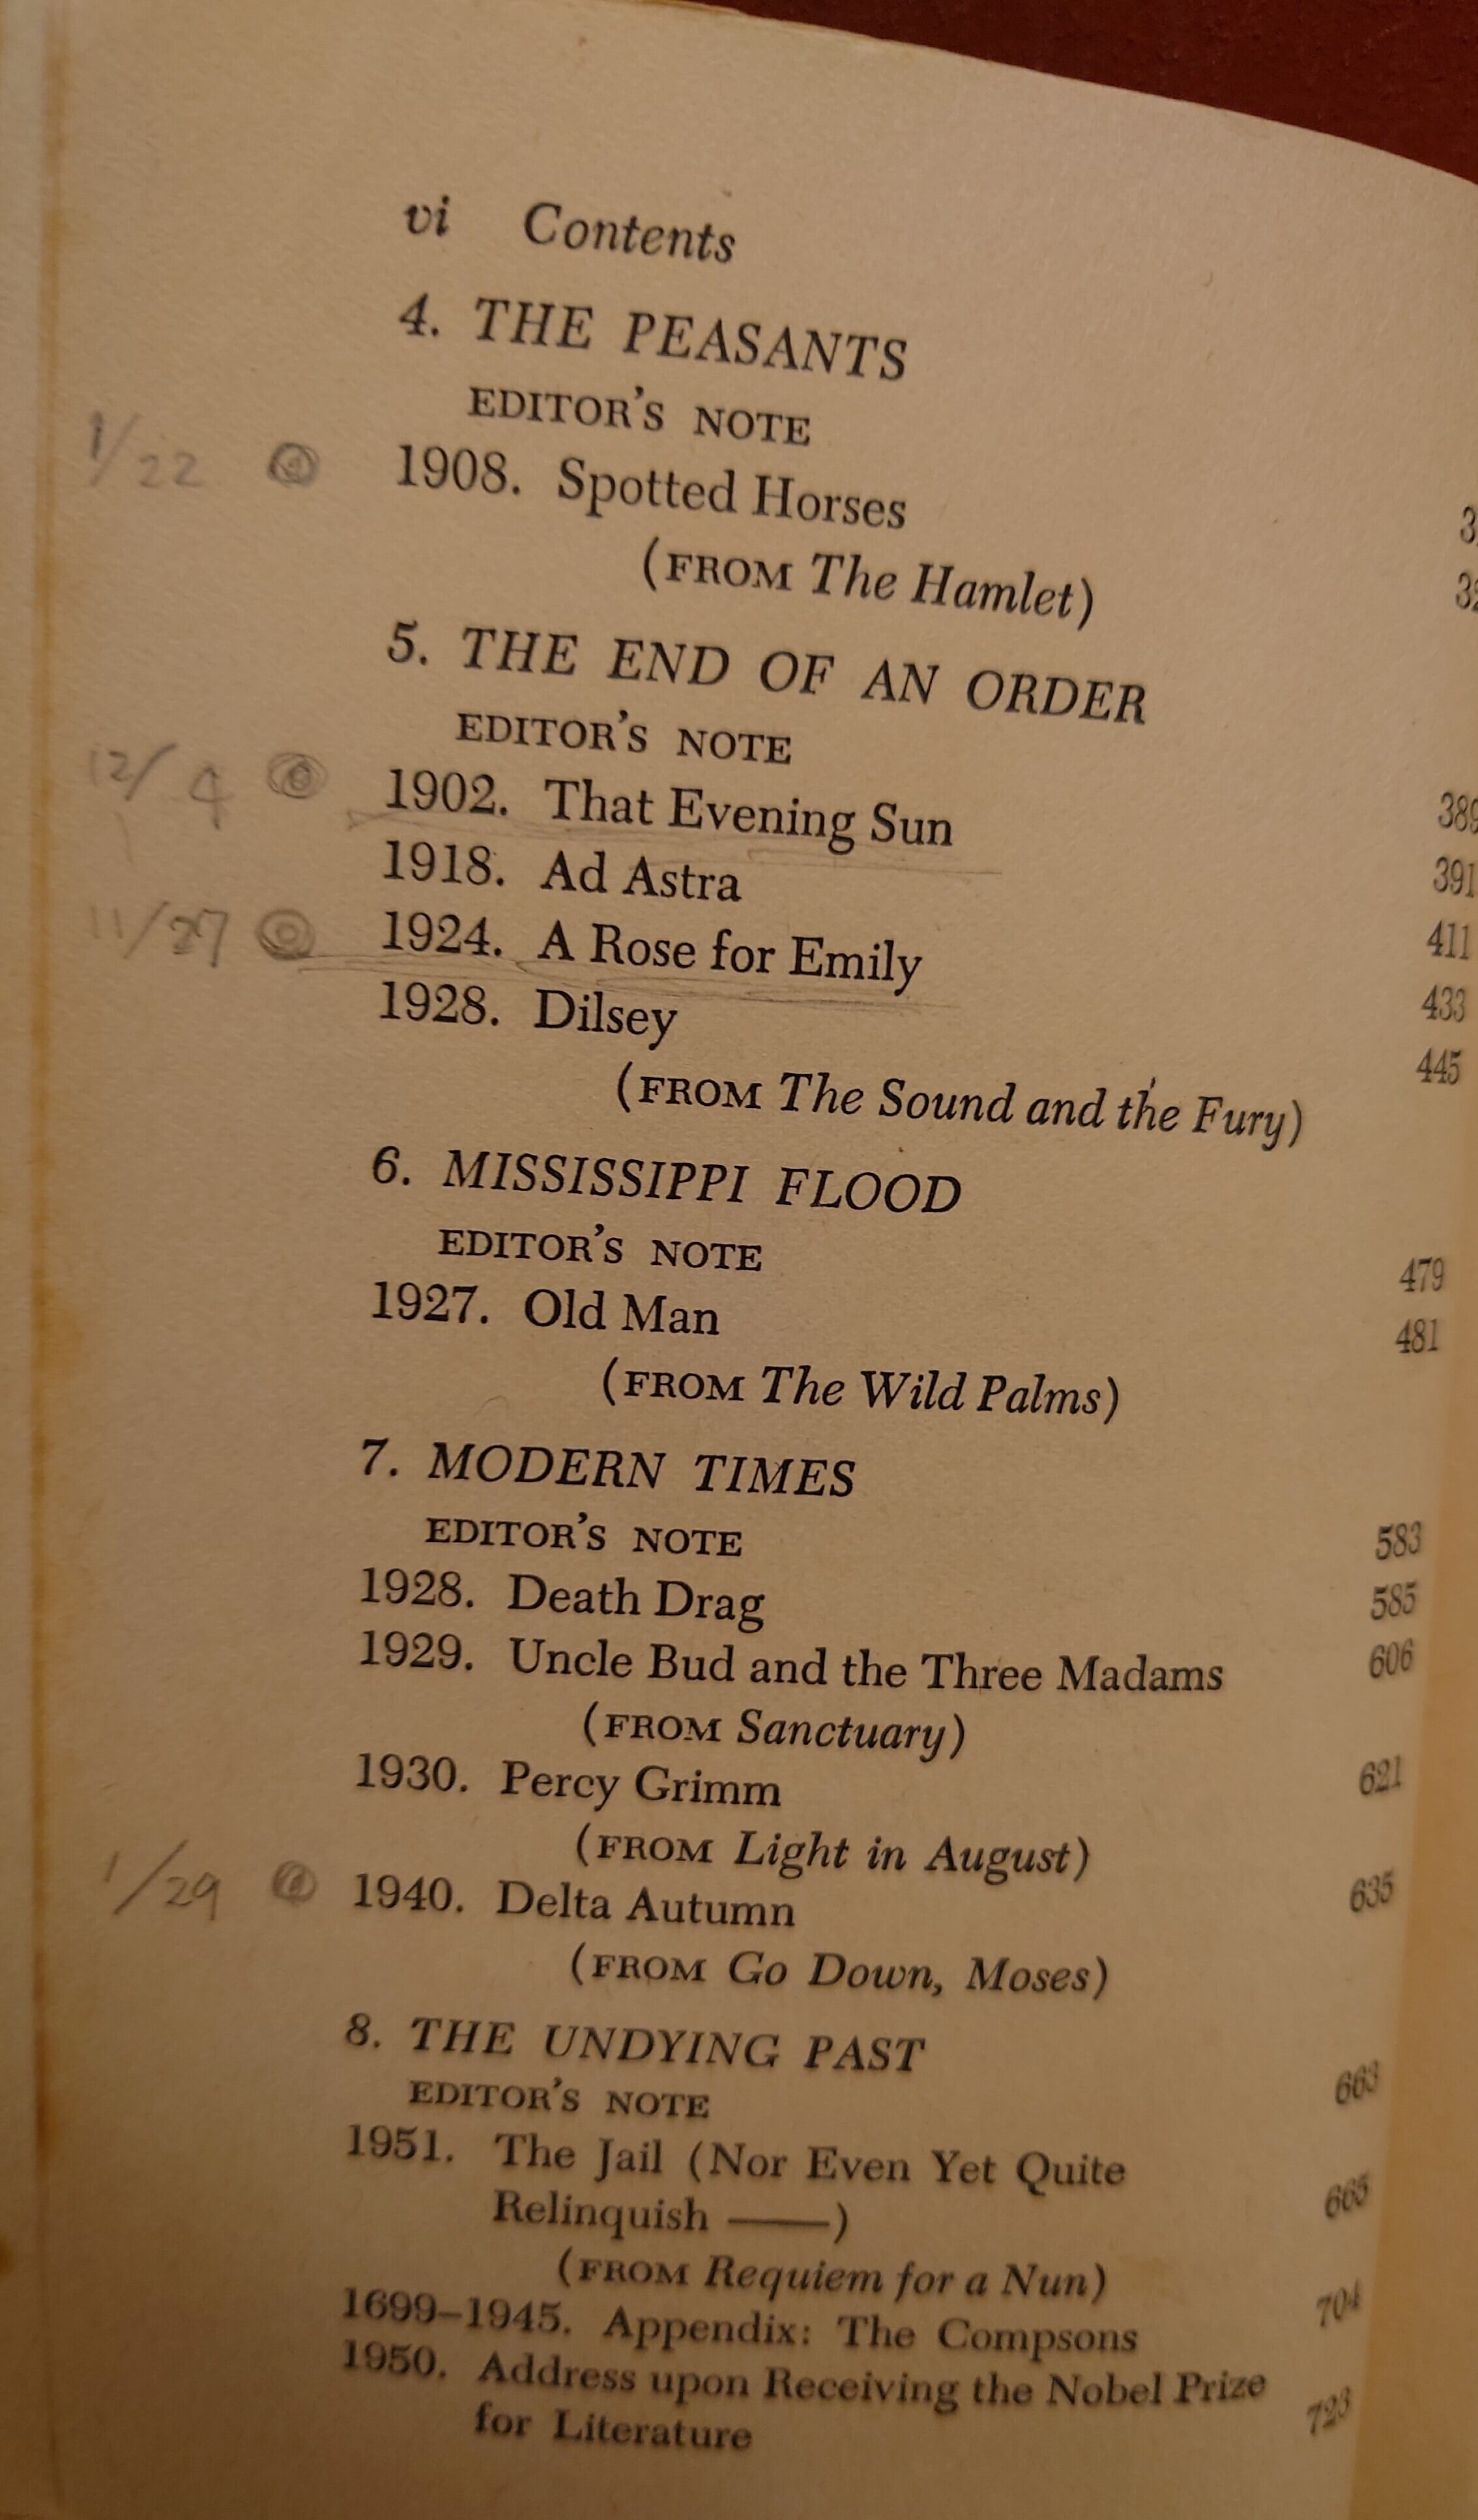 vi Contents
4. THE PEASANTS
EDITOR'S NOTE 3
1/22 1908. Spotted Horses 32
(FROM The Hamlet)
5. THE END OF AN ORDER
EDITOR'S NOTE 389
12/4 1902. That Evening Sun 391
1918. Ad Astra 411
11/27 1924. A Rose for Emily 433
1928. Dilsey 445
(FROM The Sound and the Fury)
6. MISSISSIPPI FLOOD
EDITOR'S NOTE 479
1927. Old Man 481
(FROM The Wild Palms)
7. MODERN TIMES
EDITOR'S NOTE 583
1928. Death Drag 585
1929. Uncle Bud and the Three Madams 606
(FROM Sanctuary)
1930. Percy Grimm 621
(FROM Light in August)
1/29 1940. Delta Autumn 635
(FROM Go Down, Moses)
8. THE UNDYING PAST
EDITOR'S NOTE 663
1951. The Jail (Nor Even Yet Quite
Relinquish ——) 665
(FROM Requiem for a Nun)
1699–1945. Appendix: The Compsons 704
1950. Address upon Receiving the Nobel Prize
for Literature 723